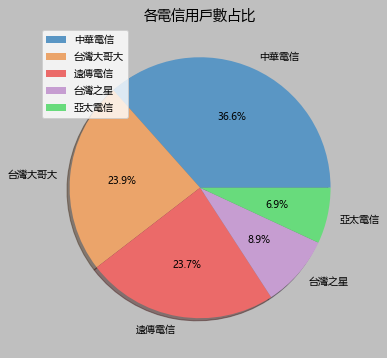 各電信用戶數占比
中華電信
台灣大哥大
遠傳電信
台灣之星
亞太電信
中華電信
36.6%
台灣大哥大
23.9%
23.7%
遠傳電信
8.9%
台灣之星
6.9%
亞太電信